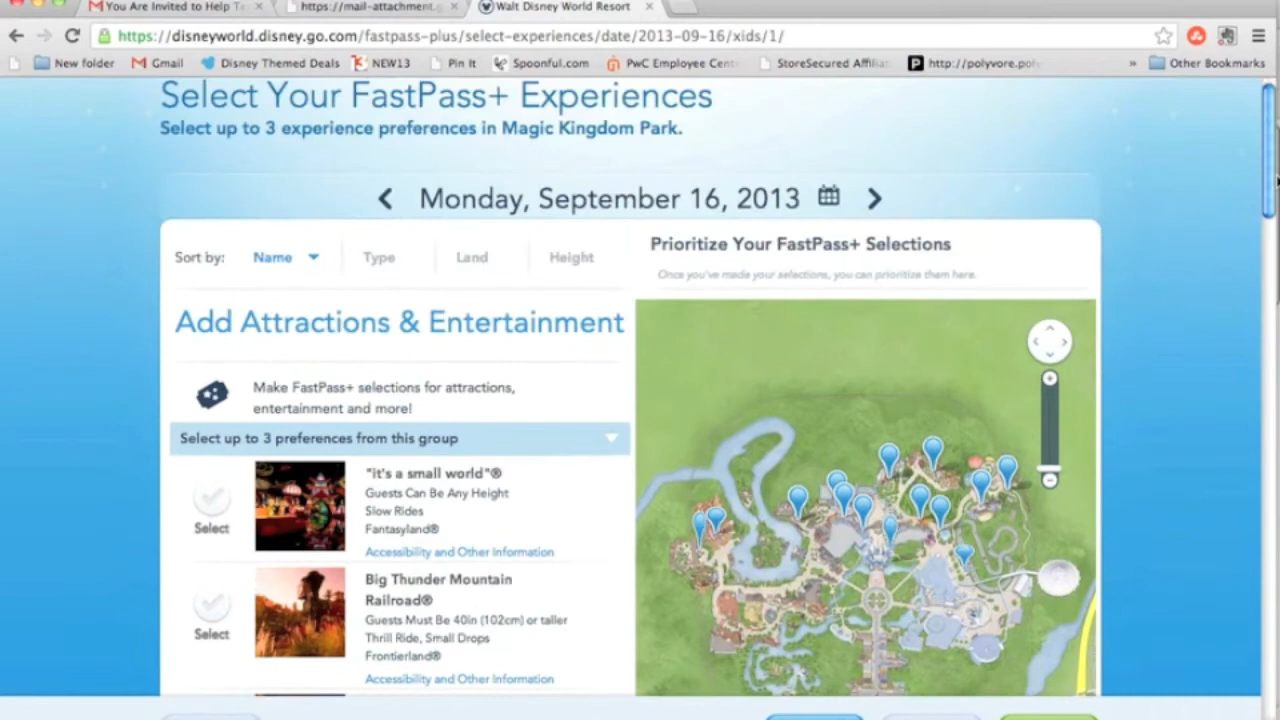 You Are Invited to Help Te
https://mail-attachment.g
Walt Disney World Resort
https://disneyworld.disney.go.com/fastpass-plus/select-experiences/date/2013-09-16/xids/1/
New folder
Gmail
Disney Themed Deals
NEW13
Pin It
Spoonful.com
PwC Employee Cent
StoreSecured Affilia
http://polyvore.pol
» Other Bookmarks
Select Your FastPass+ Experiences
Select up to 3 experience preferences in Magic Kingdom Park.
Monday, September 16, 2013
Sort by: Name Type Land Height
Prioritize Your FastPass+ Selections
Once you've made your selections, you can prioritize them here.
Add Attractions & Entertainment
Make FastPass+ selections for attractions,
entertainment and more!
Select up to 3 preferences from this group
Select
"it's a small world"®
Guests Can Be Any Height
Slow Rides
Fantasyland®
Accessibility and Other Information
Select
Big Thunder Mountain
Railroad®
Guests Must Be 40in (102cm) or taller
Thrill Ride, Small Drops
Frontierland®
Accessibility and Other Information